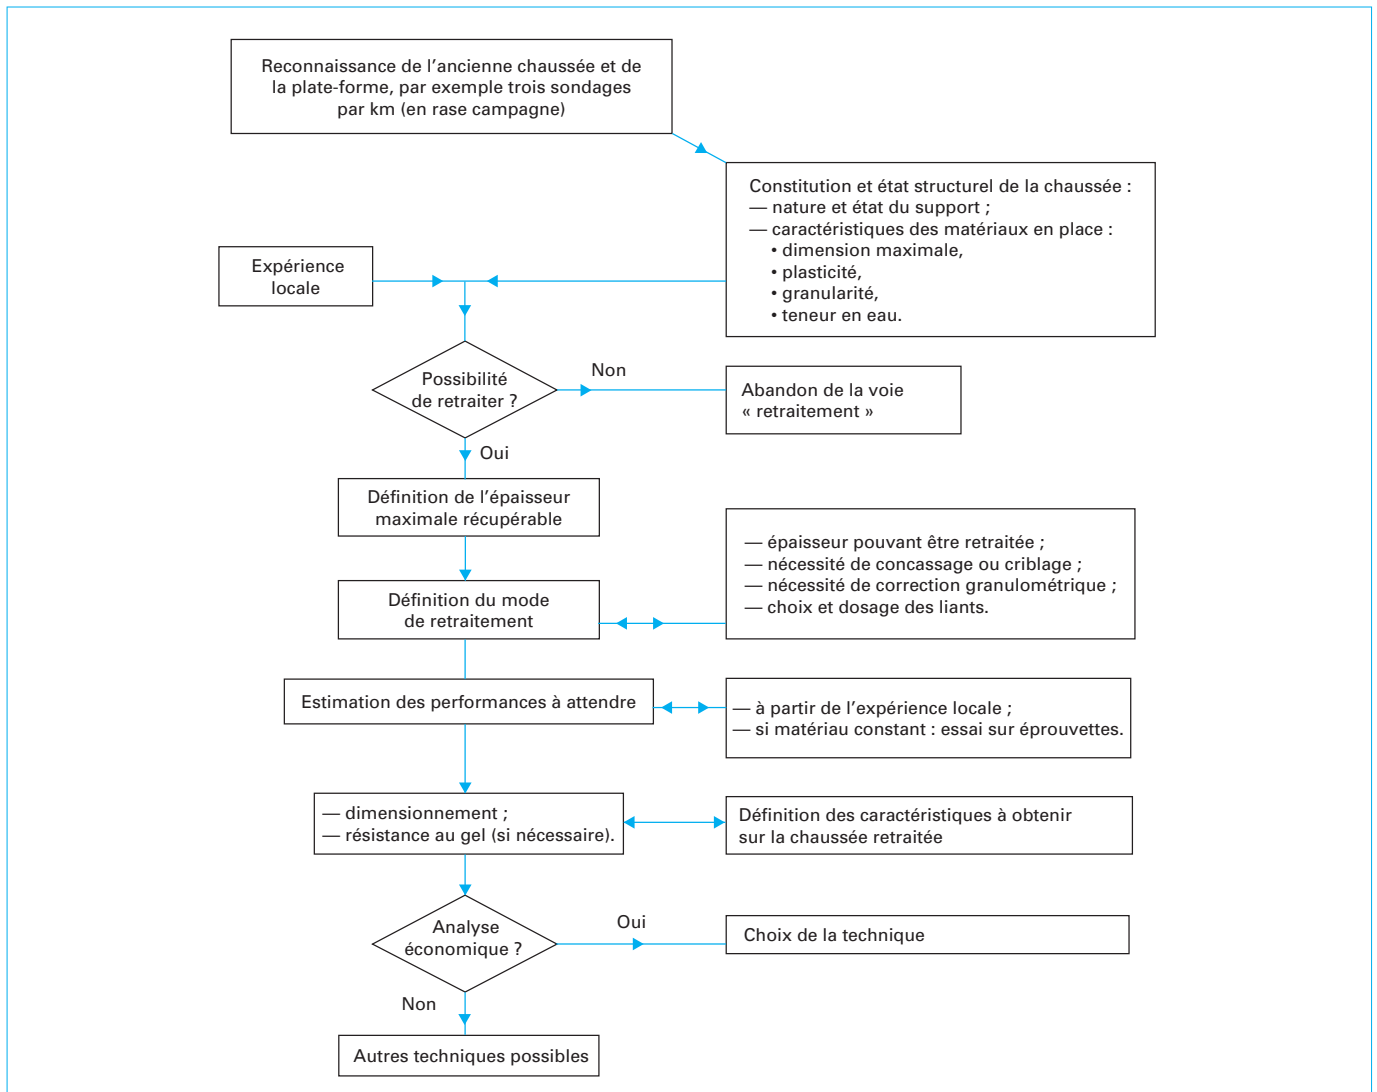 Reconnaissance de l’ancienne chaussée et de
la plate-forme, par exemple trois sondages
par km (en rase campagne)
Constitution et état structurel de la chaussée :
— nature et état du support ;
— caractéristiques des matériaux en place :
• dimension maximale,
• plasticité,
• granularité,
• teneur en eau.
Expérience
locale
Possibilité
de retraiter ?
Non
Abandon de la voie
« retraitement »
Oui
Définition de l’épaisseur
maximale récupérable
— épaisseur pouvant être retraitée ;
— nécessité de concassage ou criblage ;
— nécessité de correction granulométrique ;
— choix et dosage des liants.
Définition du mode
de retraitement
Estimation des performances à attendre
— à partir de l’expérience locale ;
— si matériau constant : essai sur éprouvettes.
— dimensionnement ;
— résistance au gel (si nécessaire).
Définition des caractéristiques à obtenir
sur la chaussée retraitée
Analyse
économique ?
Oui
Choix de la technique
Non
Autres techniques possibles